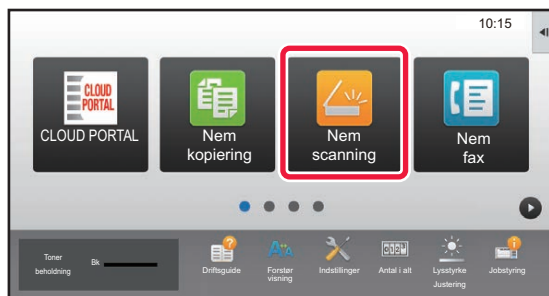 10:15
CLOUD
PORTAL
CLOUD PORTAL
Nem
kopiering
Nem
scanning
Nem
fax
Toner
beholdning
Bk
Driftsguide
Forstør
visning
Indstillinger
Antal i alt
Lysstyrke
Justering
Jobstyring